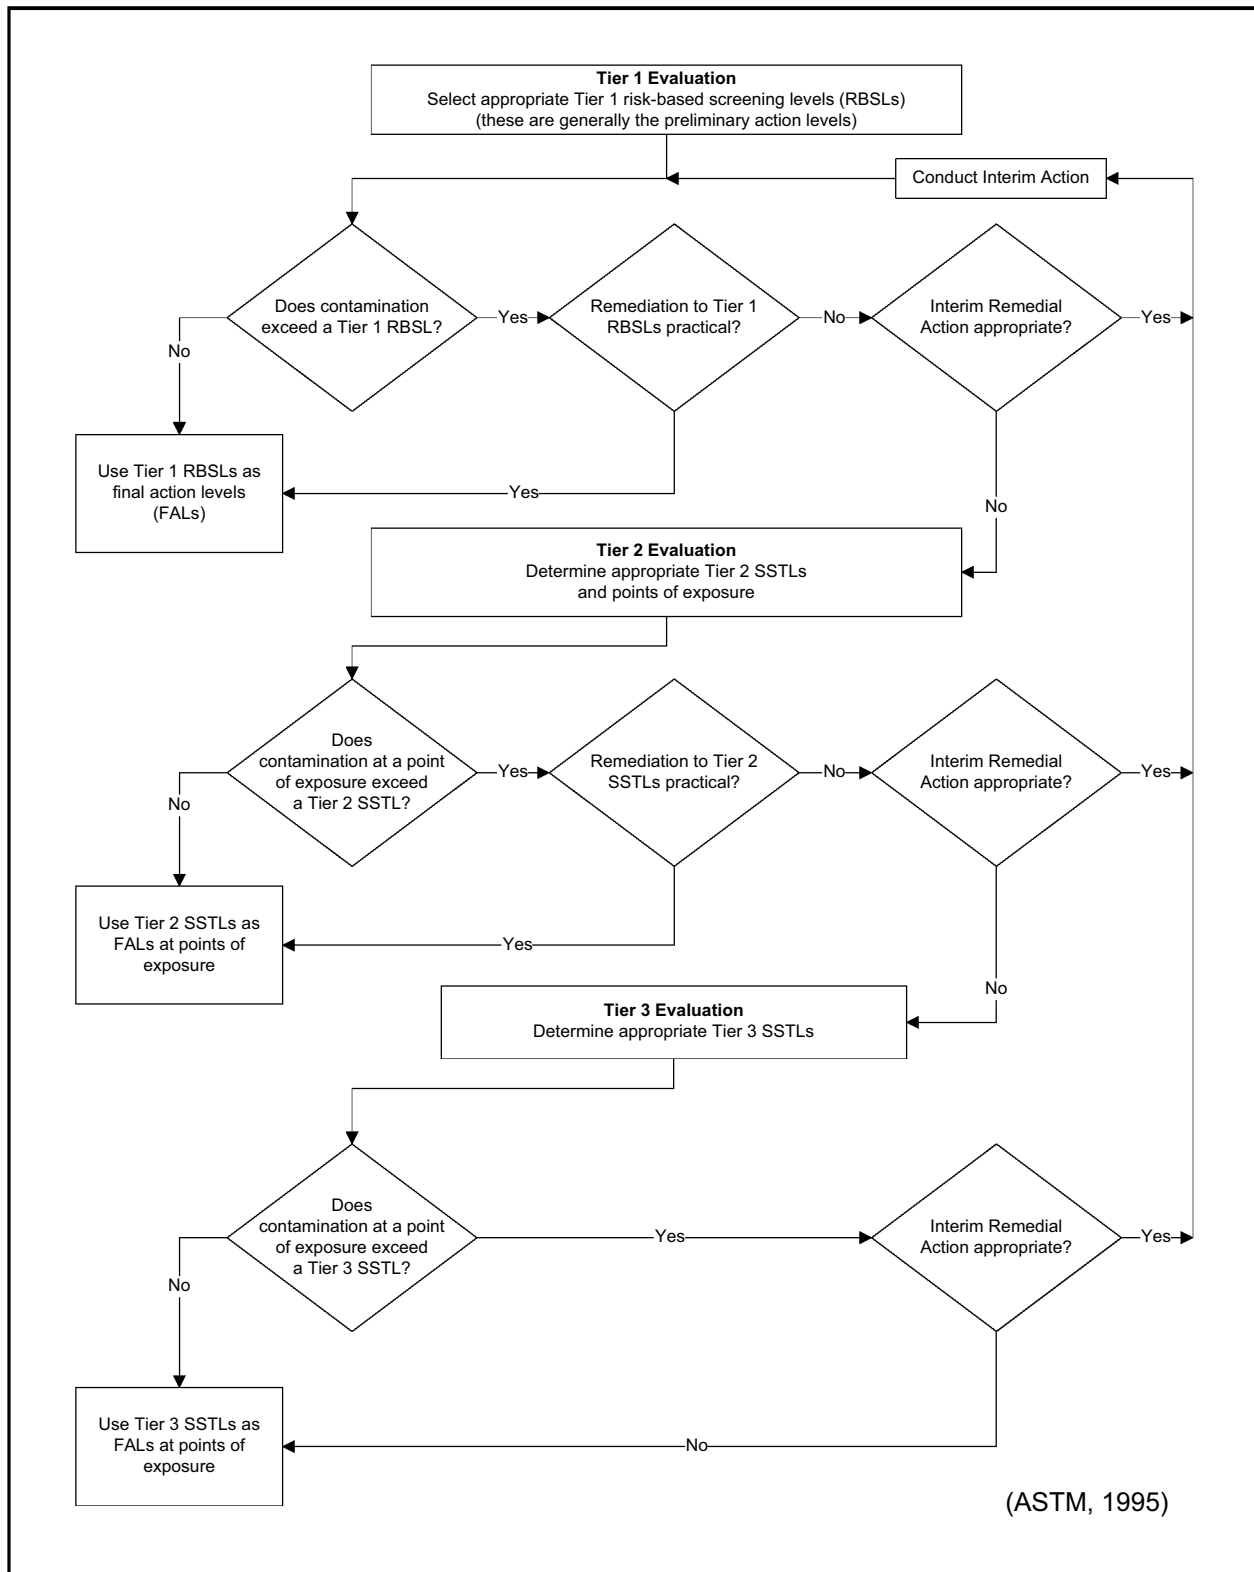 Tier 1 Evaluation
Select appropriate Tier 1 risk-based screening levels (RBSLs)
(these are generally the preliminary action levels)
Conduct Interim Action
Does contamination
exceed a Tier 1 RBSL?
Yes
Remediation to Tier 1
RBSLs practical?
No
Interim Remedial
Action appropriate?
Yes
No
Use Tier 1 RBSLs as
final action levels
(FALs)
Yes
No
Tier 2 Evaluation
Determine appropriate Tier 2 SSTLs
and points of exposure
Does
contamination at a point
of exposure exceed
a Tier 2 SSTL?
Yes
Remediation to Tier 2
SSTLs practical?
No
Interim Remedial
Action appropriate?
Yes
No
Use Tier 2 SSTLs as
FALs at points of
exposure
Yes
No
Tier 3 Evaluation
Determine appropriate Tier 3 SSTLs
Does
contamination at a point
of exposure exceed
a Tier 3 SSTL?
Yes
Interim Remedial
Action appropriate?
Yes
No
Use Tier 3 SSTLs as
FALs at points of
exposure
No
(ASTM, 1995)